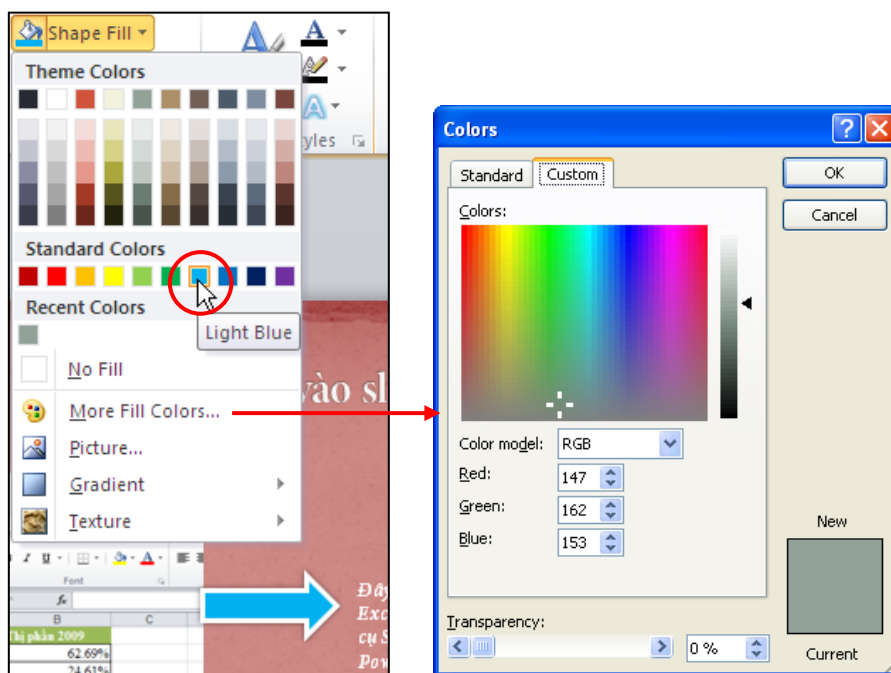 Shape Fill
Theme Colors
Standard Colors
Recent Colors
Light Blue
No Fill
More Fill Colors...
Picture...
Gradient
Texture
yles
vào sl
Font
fx
B
C
Thị phần 2009
62.69%
24.61%
Đây
Exc
cụ S
Pow
Colors
Standard
Custom
OK
Cancel
Colors:
Color model:
RGB
Red:
147
Green:
162
Blue:
153
New
Current
Transparency:
0 %